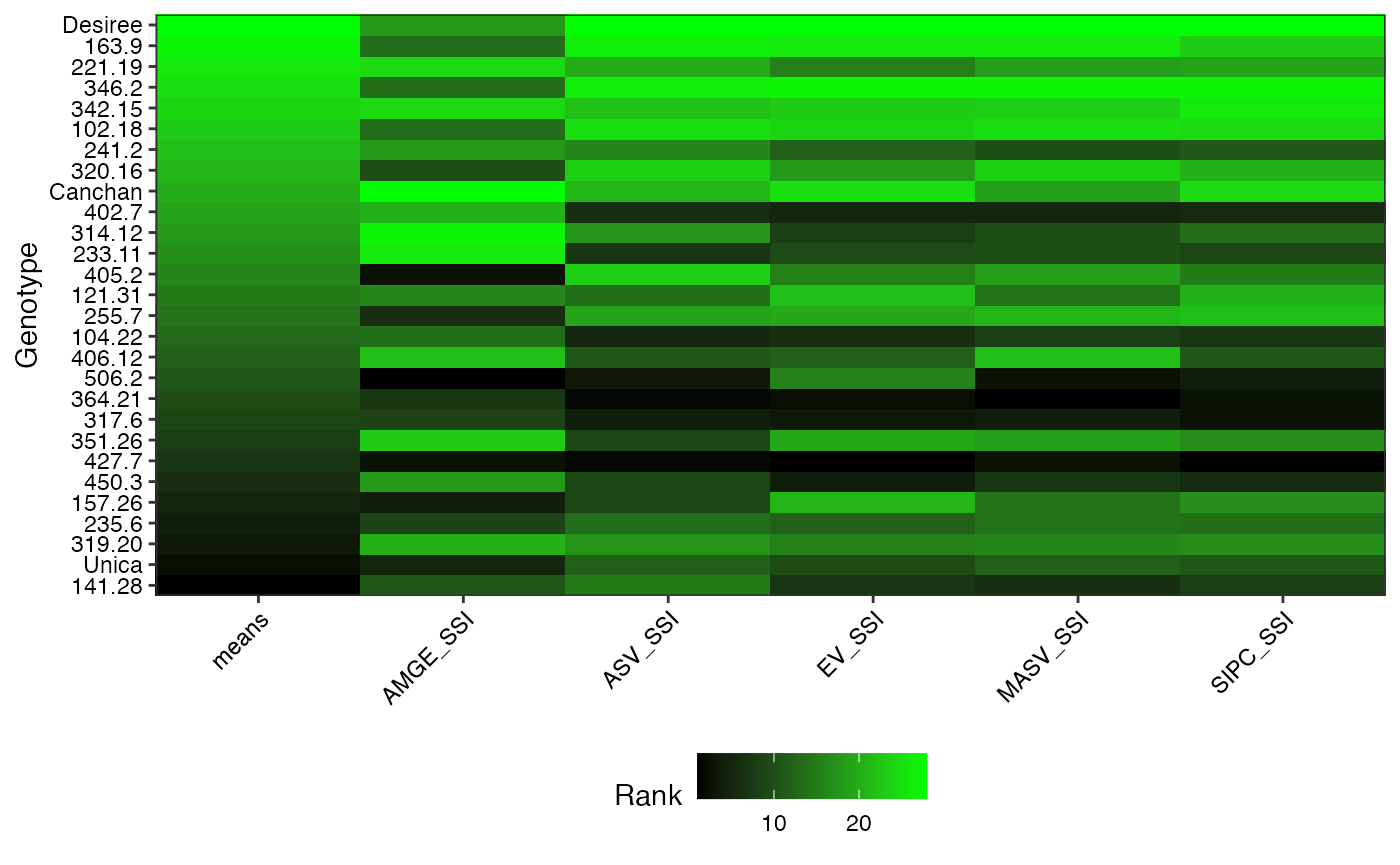 Desiree
163.9
221.19
346.2
342.15
102.18
241.2
320.16
Canchan
402.7
314.12
233.11
405.2
121.31
255.7
104.22
406.12
506.2
364.21
317.6
351.26
427.7
450.3
157.26
235.6
319.20
Unica
141.28
Genotype
means
AMGE_SSI
ASV_SSI
EV_SSI
MASV_SSI
SIPC_SSI
Rank
10
20